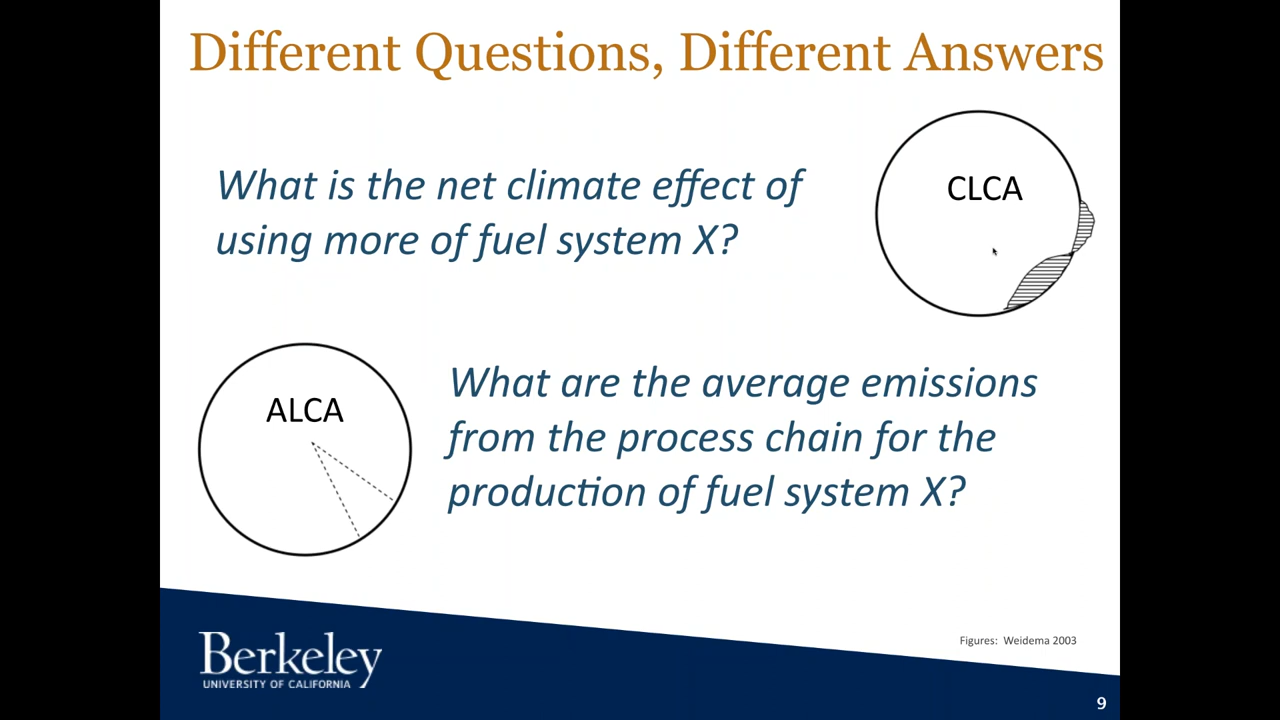 Different Questions, Different Answers
What is the net climate effect of
using more of fuel system X?
CLCA
ALCA
What are the average emissions
from the process chain for the
production of fuel system X?
Figures: Weidema 2003
Berkeley
UNIVERSITY OF CALIFORNIA
9